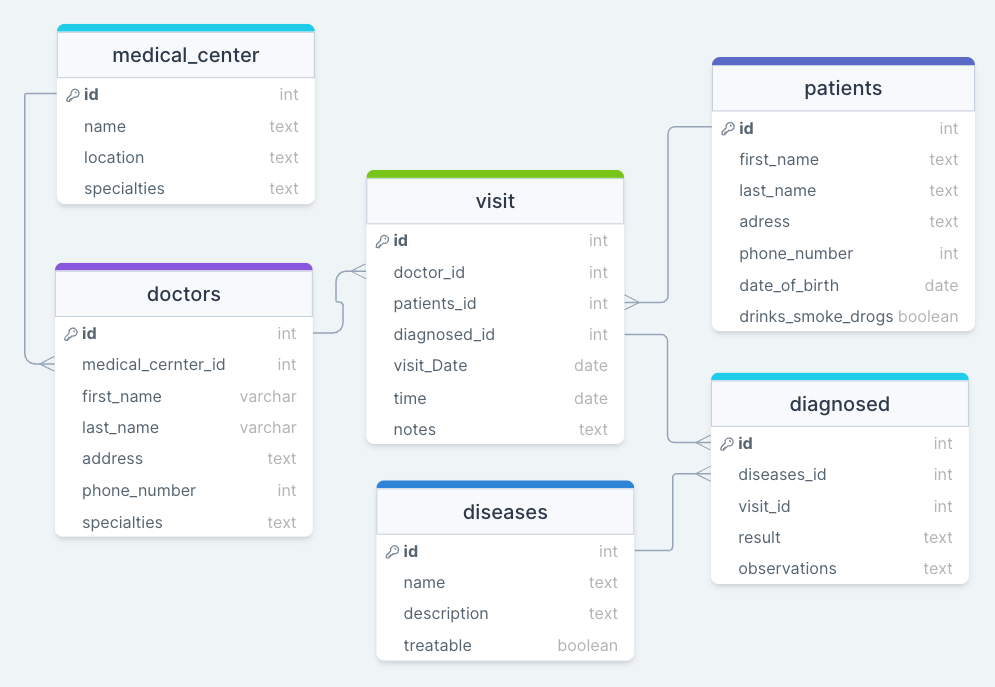 medical_center
id int
name text
location text
specialties text
doctors
id int
medical_cernter_id int
first_name varchar
last_name varchar
address text
phone_number int
specialties text
visit
id int
doctor_id int
patients_id int
diagnosed_id int
visit_Date date
time date
notes text
diseases
id int
name text
description text
treatable boolean
patients
id int
first_name text
last_name text
adress text
phone_number int
date_of_birth date
drinks_smoke_drogs boolean
diagnosed
id int
diseases_id int
visit_id int
result text
observations text